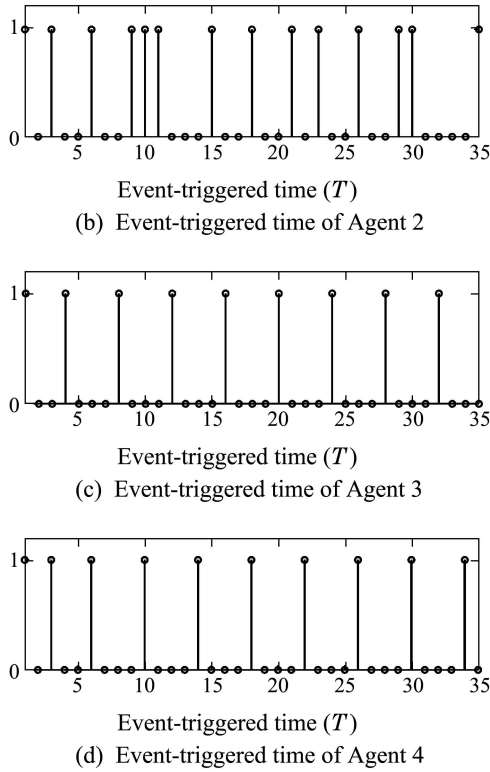 1
0
5 10 15 20 25 30 35
Event-triggered time (T)
(b) Event-triggered time of Agent 2
1
0
5 10 15 20 25 30 35
Event-triggered time (T)
(c) Event-triggered time of Agent 3
1
0
5 10 15 20 25 30 35
Event-triggered time (T)
(d) Event-triggered time of Agent 4